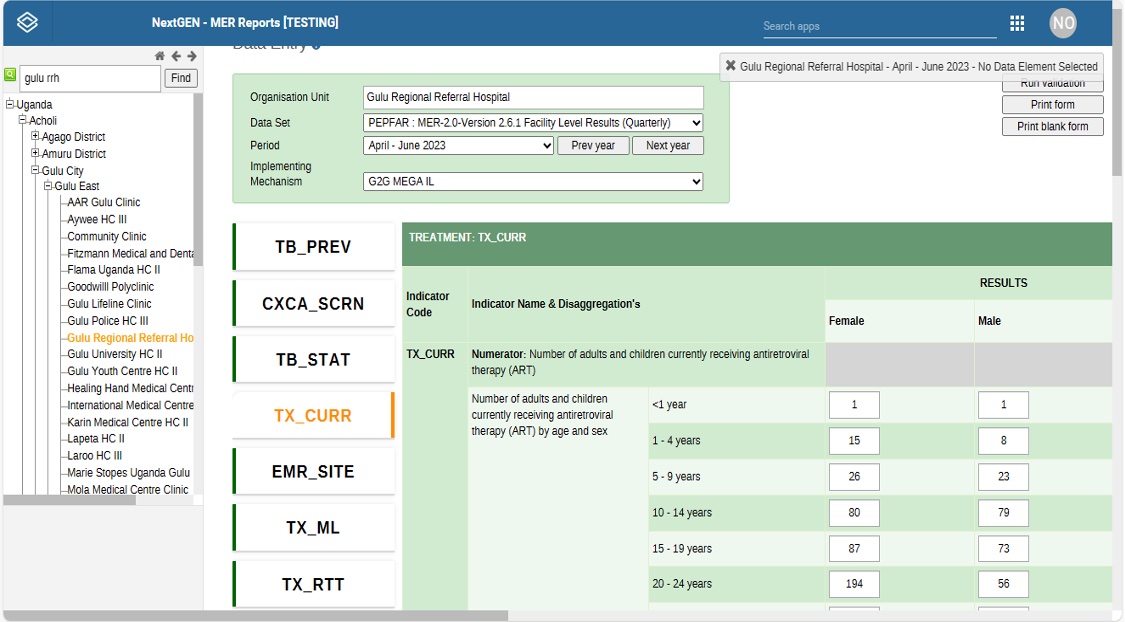 NextGEN - MER Reports [TESTING]
Search apps
NO
Data Entry
Gulu Regional Referral Hospital - April - June 2023 - No Data Element Selected
gulu rrh
Find
Uganda
Acholi
Agago District
Amuru District
Gulu City
Gulu East
AAR Gulu Clinic
Aywee HC III
Community Clinic
Fitzmann Medical and Denta
Flama Uganda HC II
Goodwilll Polyclinic
Gulu Lifeline Clinic
Gulu Police HC III
Gulu Regional Referral Ho
Gulu University HC II
Gulu Youth Centre HC II
Healing Hand Medical Centr
International Medical Centre
Karin Medical Centre HC II
Lapeta HC II
Laroo HC III
Marie Stopes Uganda Gulu
Mola Medical Centre Clinic
Organisation Unit
Gulu Regional Referral Hospital
Data Set
PEPFAR : MER-2.0-Version 2.6.1 Facility Level Results (Quarterly)
Period
April - June 2023
Prev year
Next year
Implementing
Mechanism
G2G MEGA IL
Run validation
Print form
Print blank form
TB_PREV
CXCA_SCRN
TB_STAT
TX_CURR
EMR_SITE
TX_ML
TX_RTT
TREATMENT: TX_CURR
Indicator
Code
Indicator Name & Disaggregation's
RESULTS
Female
Male
TX_CURR
Numerator: Number of adults and children currently receiving antiretroviral
therapy (ART)
Number of adults and children
currently receiving antiretroviral
therapy (ART) by age and sex
<1 year 1 1
1 - 4 years 15 8
5 - 9 years 26 23
10 - 14 years 80 79
15 - 19 years 87 73
20 - 24 years 194 56